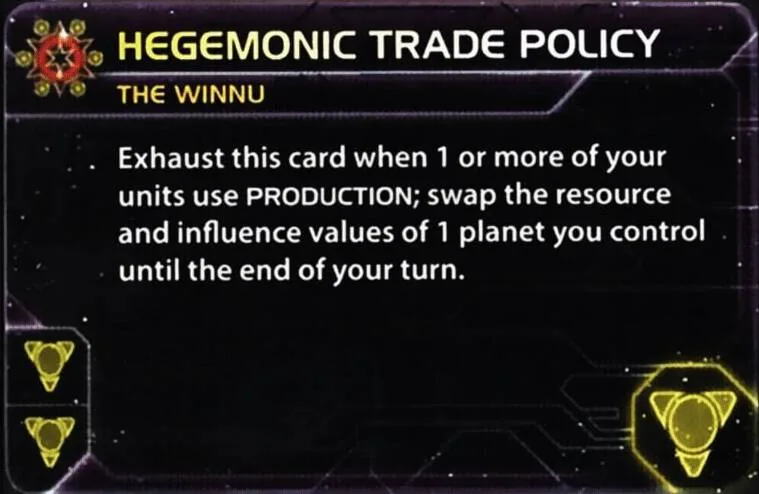 HEGEMONIC TRADE POLICY
THE WINNU
Exhaust this card when 1 or more of your
units use PRODUCTION; swap the resource
and influence values of 1 planet you control
until the end of your turn.